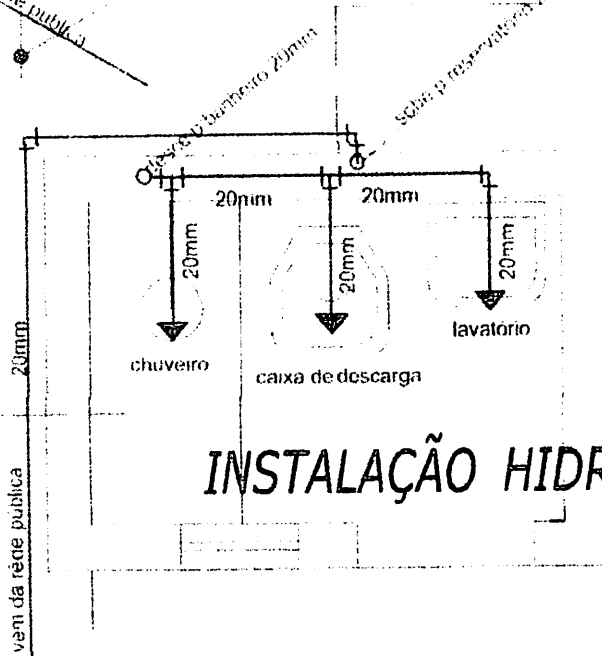 publica
desce p banheiro 20mm
sobe p reservatório
20mm
20mm
20mm
20mm
20mm
20mm
chuveiro
caixa de descarga
lavatório
INSTALAÇÃO HIDR
vem da rede publica